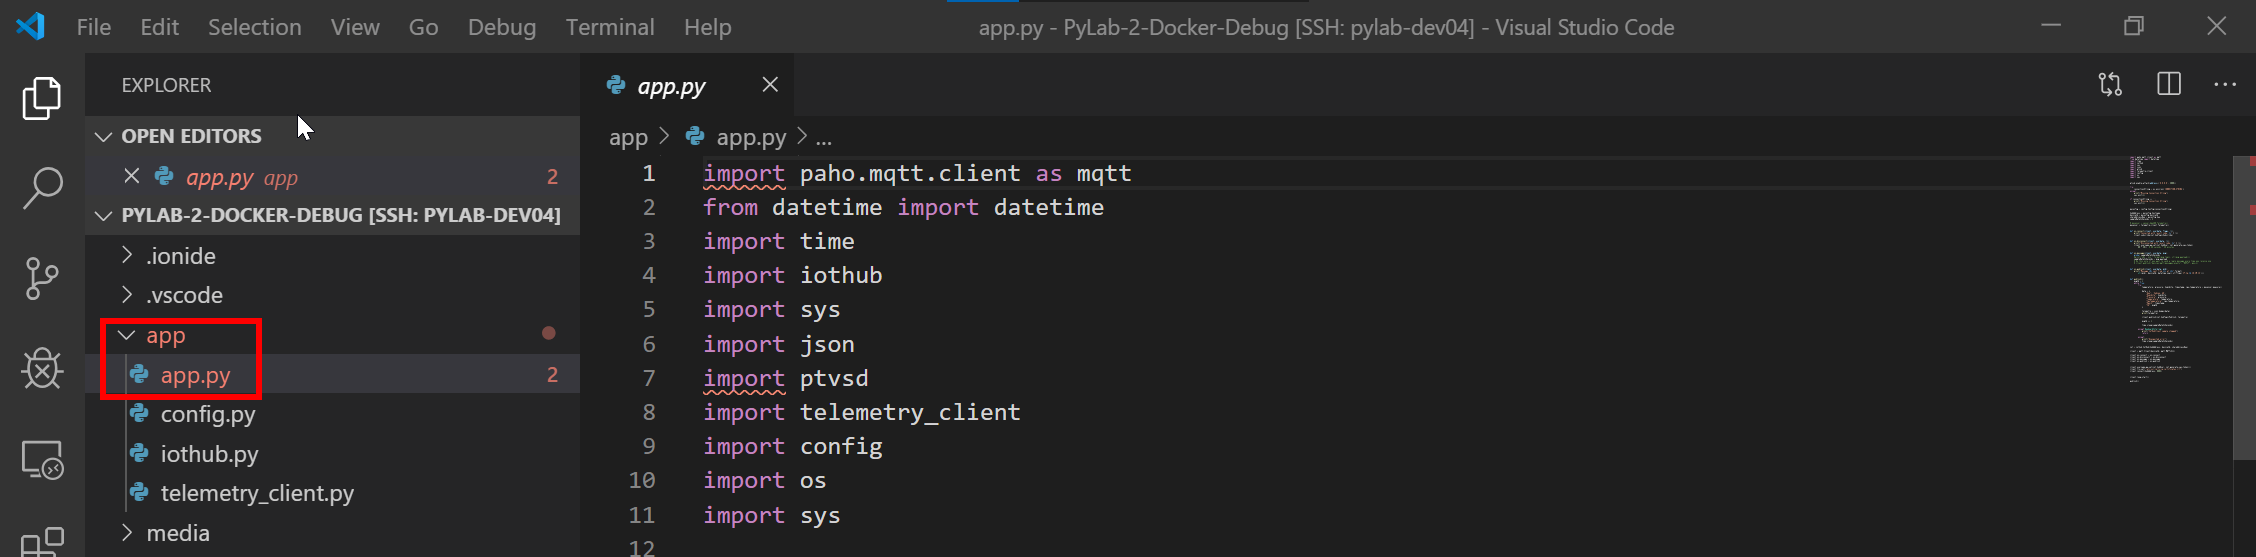 File Edit Selection View Go Debug Terminal Help app.py - PyLab-2-Docker-Debug [SSH: pylab-dev04] - Visual Studio Code
EXPLORER
OPEN EDITORS
app.py app 2
PYLAB-2-DOCKER-DEBUG [SSH: PYLAB-DEV04]
.ionide
.vscode
app
app.py 2
config.py
iothub.py
telemetry_client.py
media
app.py
app > app.py > ...
1 import paho.mqtt.client as mqtt
2 from datetime import datetime
3 import time
4 import iothub
5 import sys
6 import json
7 import ptvsd
8 import telemetry_client
9 import config
10 import os
11 import sys
12